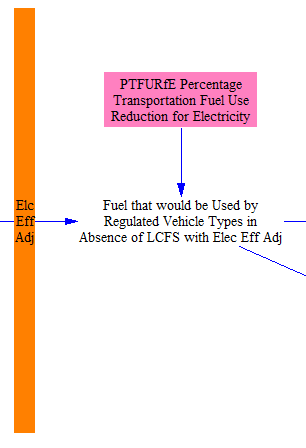 PTFURfE Percentage
Transportation Fuel Use
Reduction for Electricity
Elc
Eff
Adj
Fuel that would be Used by
Regulated Vehicle Types in
Absence of LCFS with Elec Eff Adj